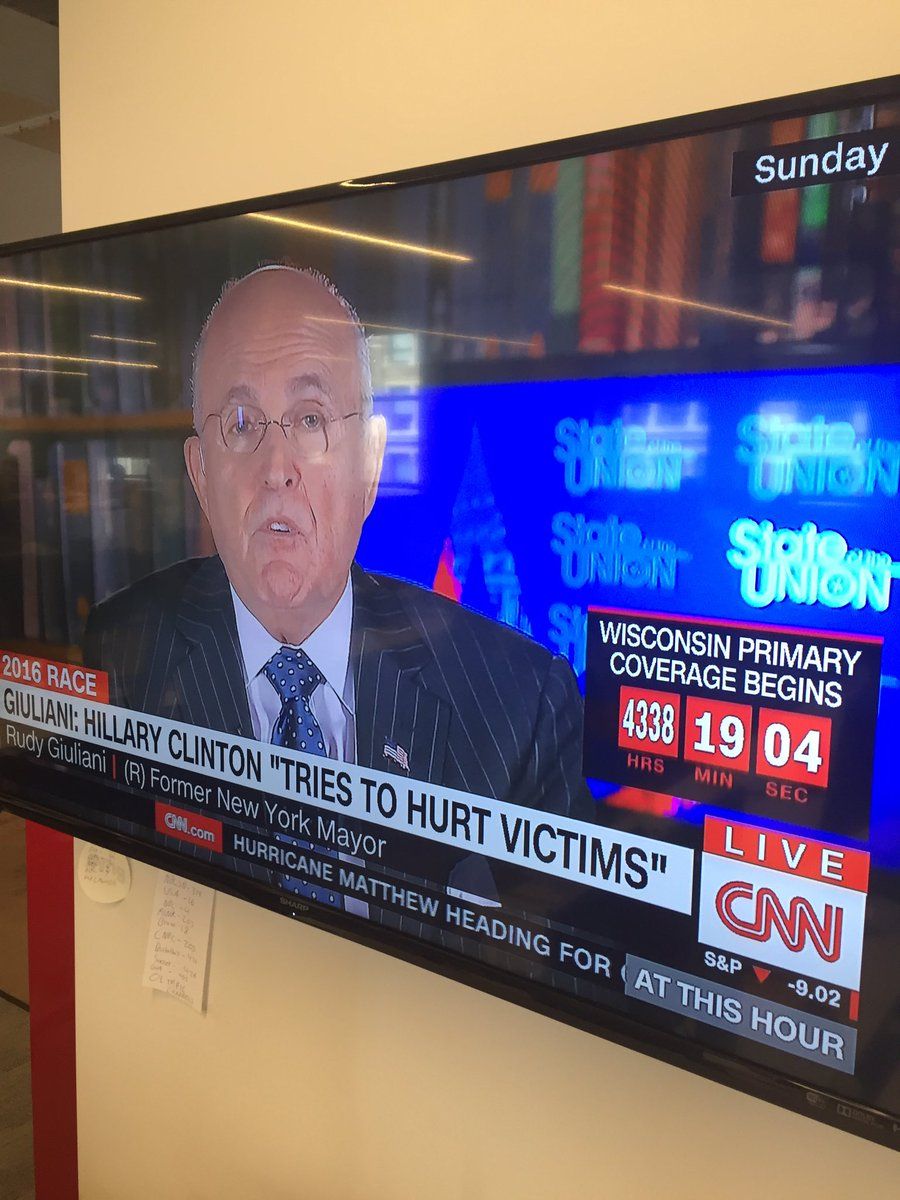 Sunday
State OF THE UNION
State OF THE UNION
State OF THE UNION
State OF THE UNION
WISCONSIN PRIMARY
COVERAGE BEGINS
4338 19 04
HRS MIN SEC
2016 RACE
GIULIANI: HILLARY CLINTON "TRIES TO HURT VICTIMS"
Rudy Giuliani | (R) Former New York Mayor
LIVE
CNN
CNN.com
HURRICANE MATTHEW HEADING FOR
S&P ▼ -9.02
AT THIS HOUR
SHARP